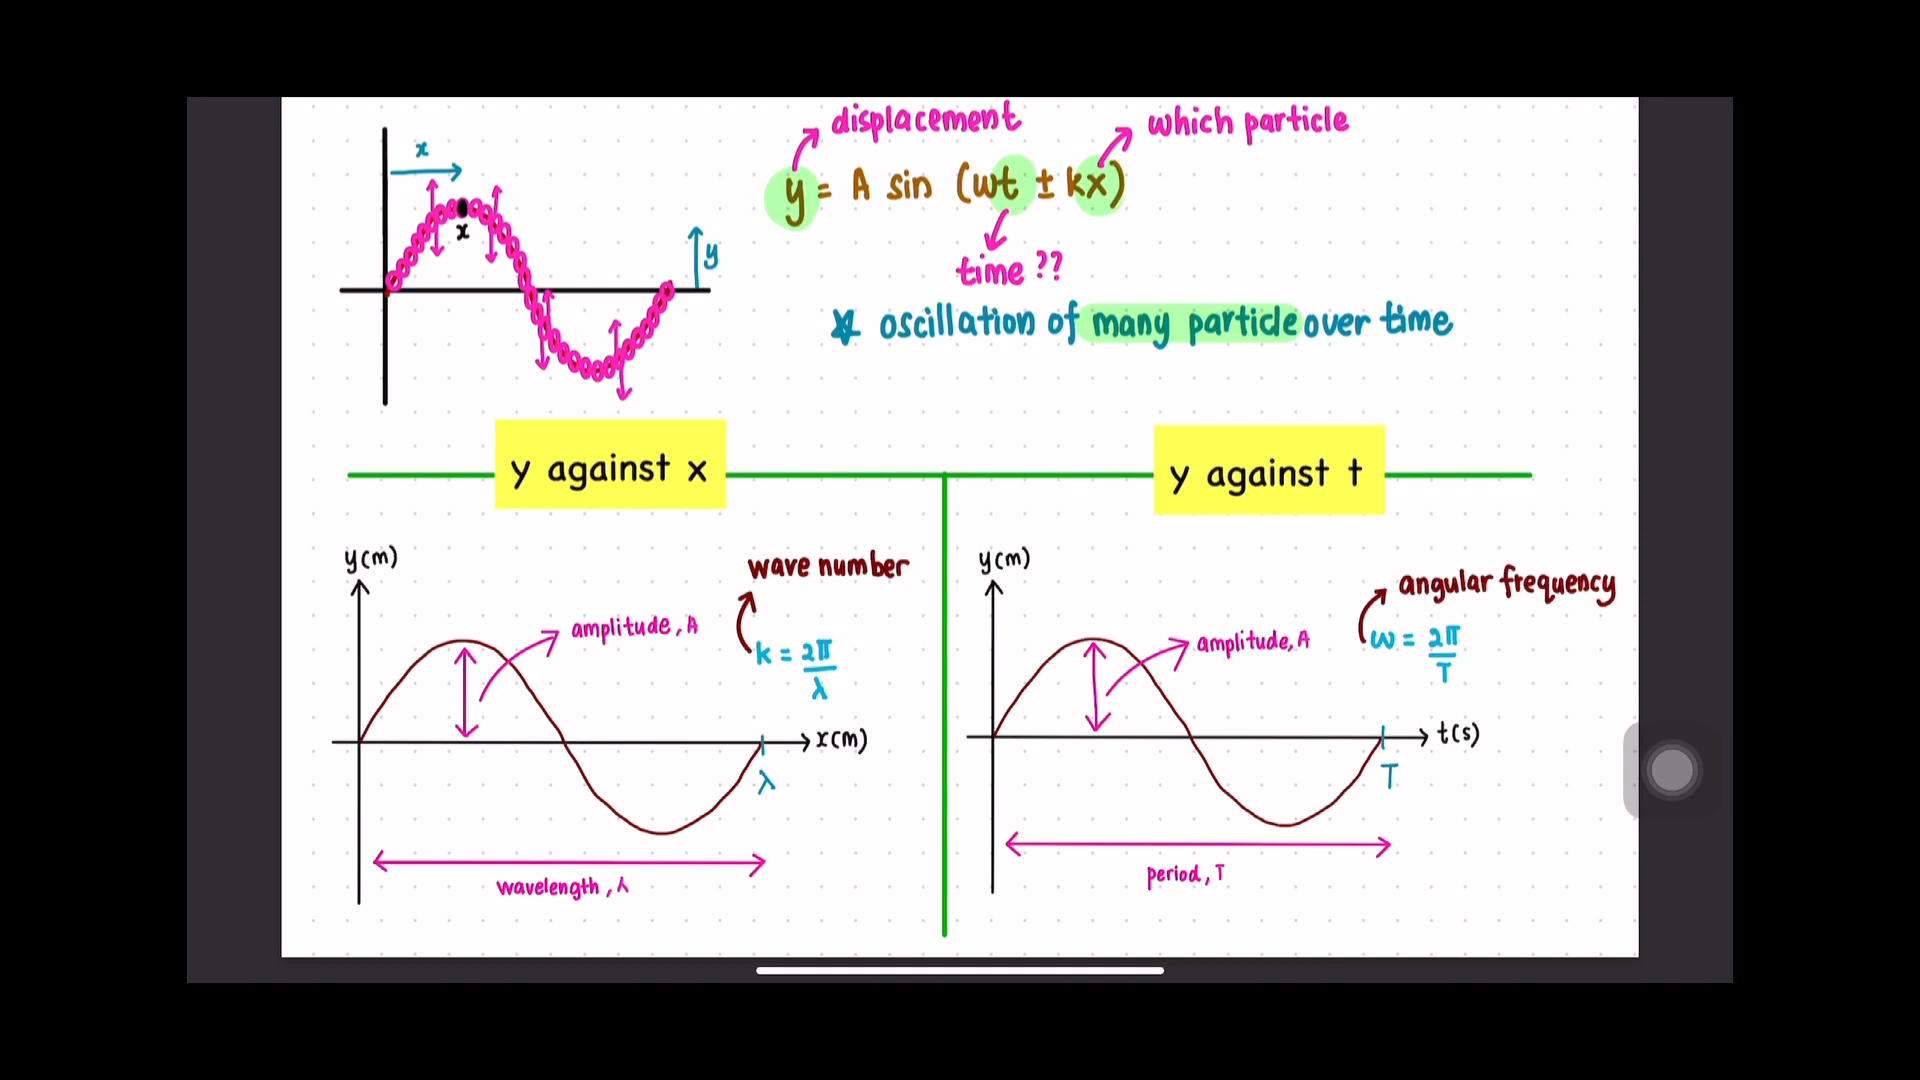 displacement
which particle
x
y = A sin (wt ± kx)
x
y
time ??
oscillation of many particle over time
y against x
y against t
y(m)
wave number
amplitude, A
k = 2π/λ
x(m)
λ
wavelength, λ
y(m)
angular frequency
amplitude, A
ω = 2π/T
t(s)
T
period, T